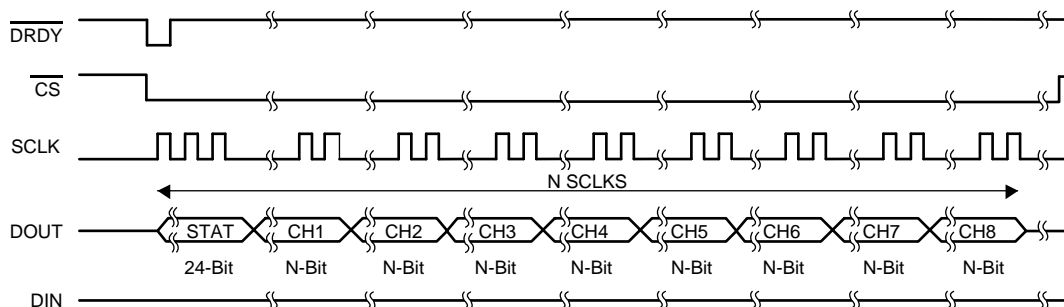 DRDY
CS
SCLK
N SCLKS
DOUT
STAT CH1 CH2 CH3 CH4 CH5 CH6 CH7 CH8
24-Bit N-Bit N-Bit N-Bit N-Bit N-Bit N-Bit N-Bit N-Bit
DIN